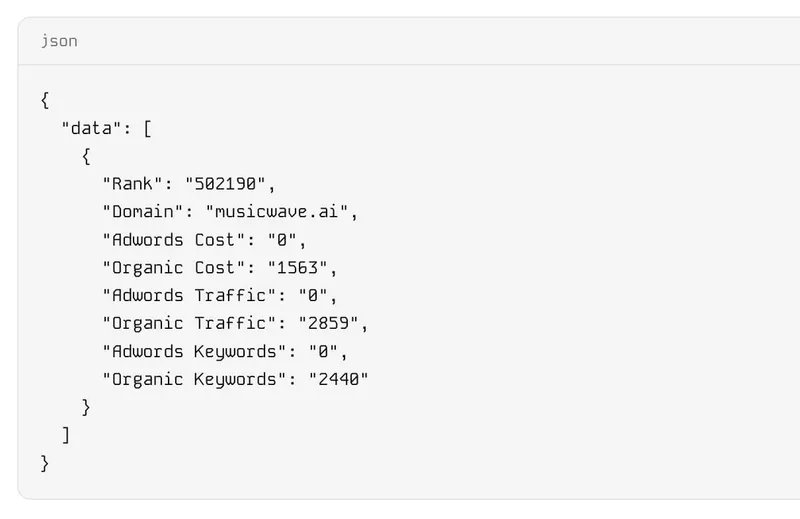 json
{
  "data": [
    {
      "Rank": "502190",
      "Domain": "musicwave.ai",
      "Adwords Cost": "0",
      "Organic Cost": "1563",
      "Adwords Traffic": "0",
      "Organic Traffic": "2859",
      "Adwords Keywords": "0",
      "Organic Keywords": "2440"
    }
  ]
}